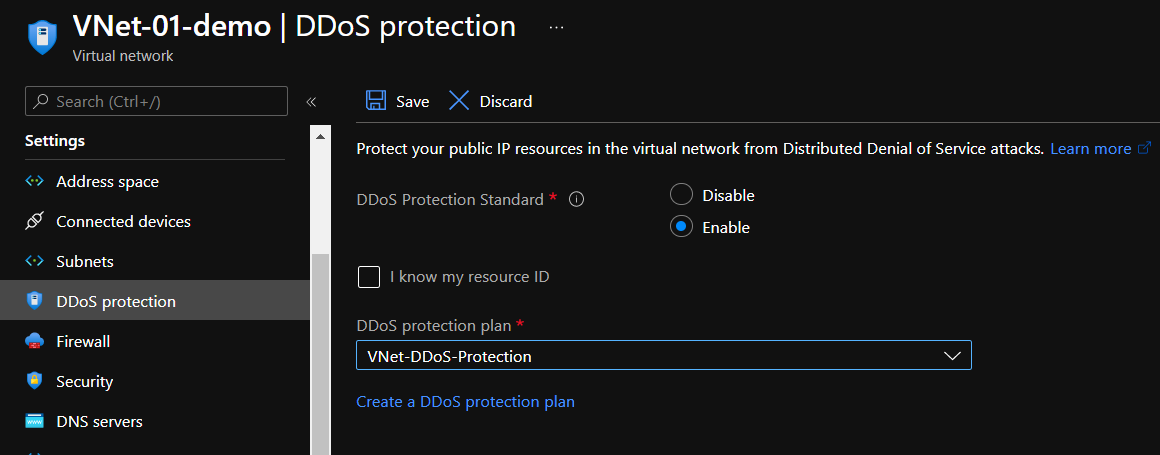 VNet-01-demo | DDoS protection ...
Virtual network
Search (Ctrl+/)
«
Settings
Address space
Connected devices
Subnets
DDoS protection
Firewall
Security
DNS servers
Save
Discard
Protect your public IP resources in the virtual network from Distributed Denial of Service attacks. Learn more
DDoS Protection Standard * i
Disable
Enable
I know my resource ID
DDoS protection plan *
VNet-DDoS-Protection
Create a DDoS protection plan